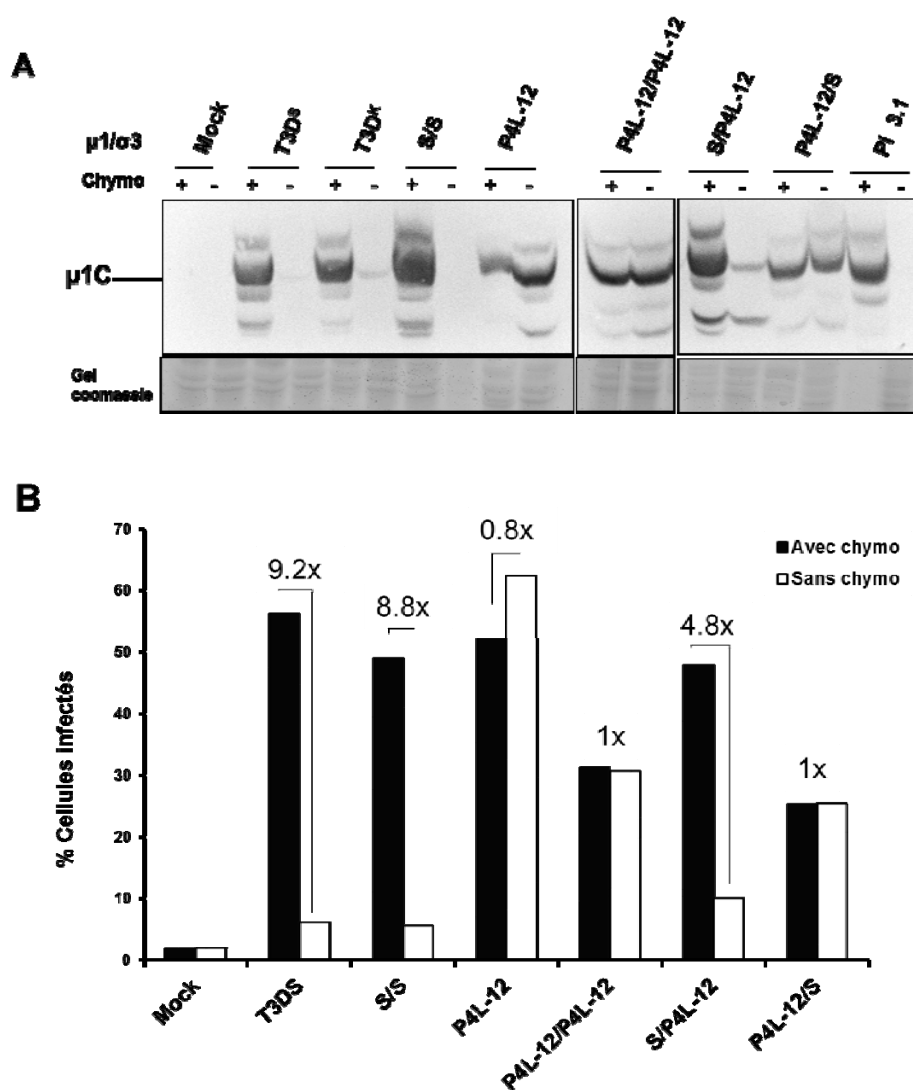 A
μ1/σ3
Mock
T3Dˢ
T3Dᴷ
S/S
P4L-12
P4L-12/P4L-12
S/P4L-12
P4L-12/S
PI 3.1
Chymo
+ - + - + - + - + - + - + - + - + -
μ1C
Gel
coomassie
B
% Cellules infectés
70
60
50
40
30
20
10
0
9.2x
8.8x
0.8x
1x
4.8x
1x
Avec chymo
Sans chymo
Mock
T3DS
S/S
P4L-12
P4L-12/P4L-12
S/P4L-12
P4L-12/S